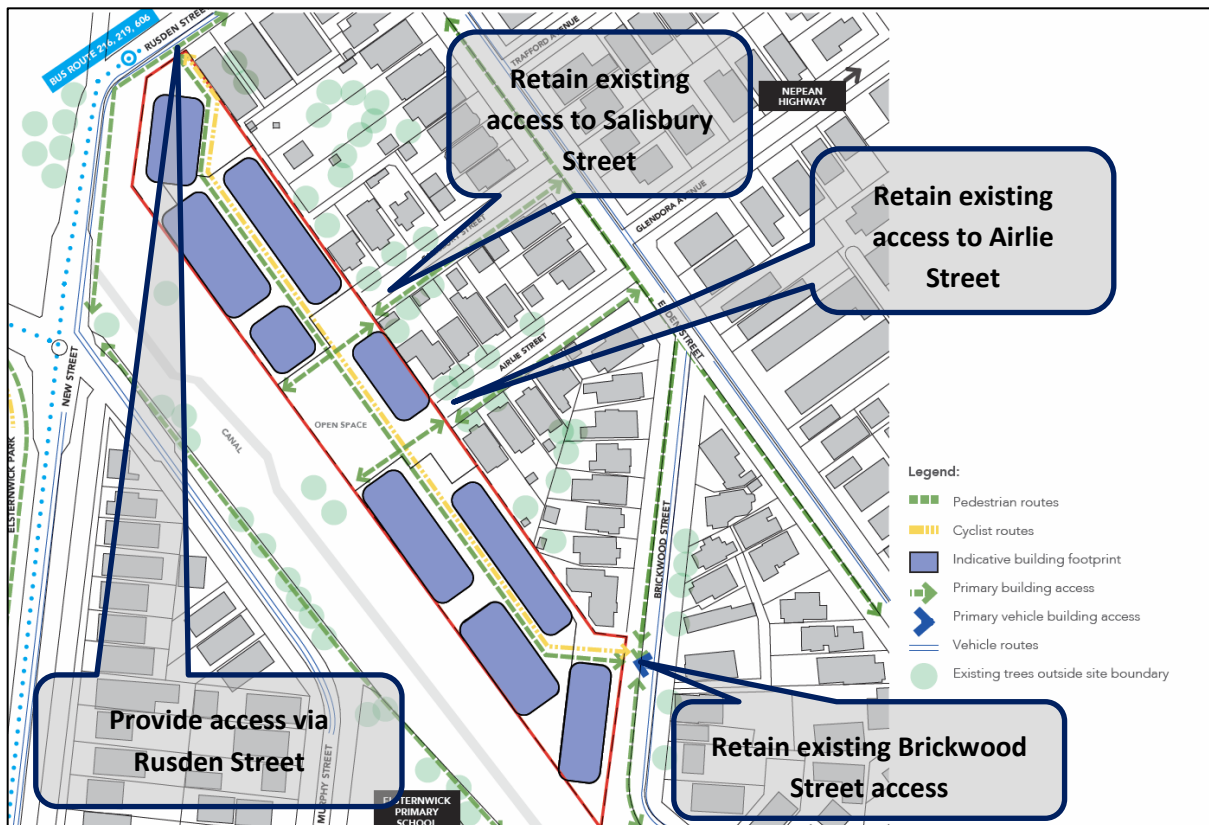 BUS ROUTE 216, 219, 606
RUSDEN STREET
TRAFFORD AVENUE
NEPEAN
HIGHWAY
Retain existing
access to Salisbury
Street
Retain existing
access to Airlie
Street
GLENDORA AVENUE
STREET
AIRLIE STREET
STREET
NEW STREET
ELSTERNWICK PARK
CANAL
OPEN SPACE
BRICKWOOD STREET
Legend:
Pedestrian routes
Cyclist routes
Indicative building footprint
Primary building access
Primary vehicle building access
Vehicle routes
Existing trees outside site boundary
Provide access via
Rusden Street
Retain existing Brickwood
Street access
MURPHY STREET
ELSTERNWICK
PRIMARY
SCHOOL